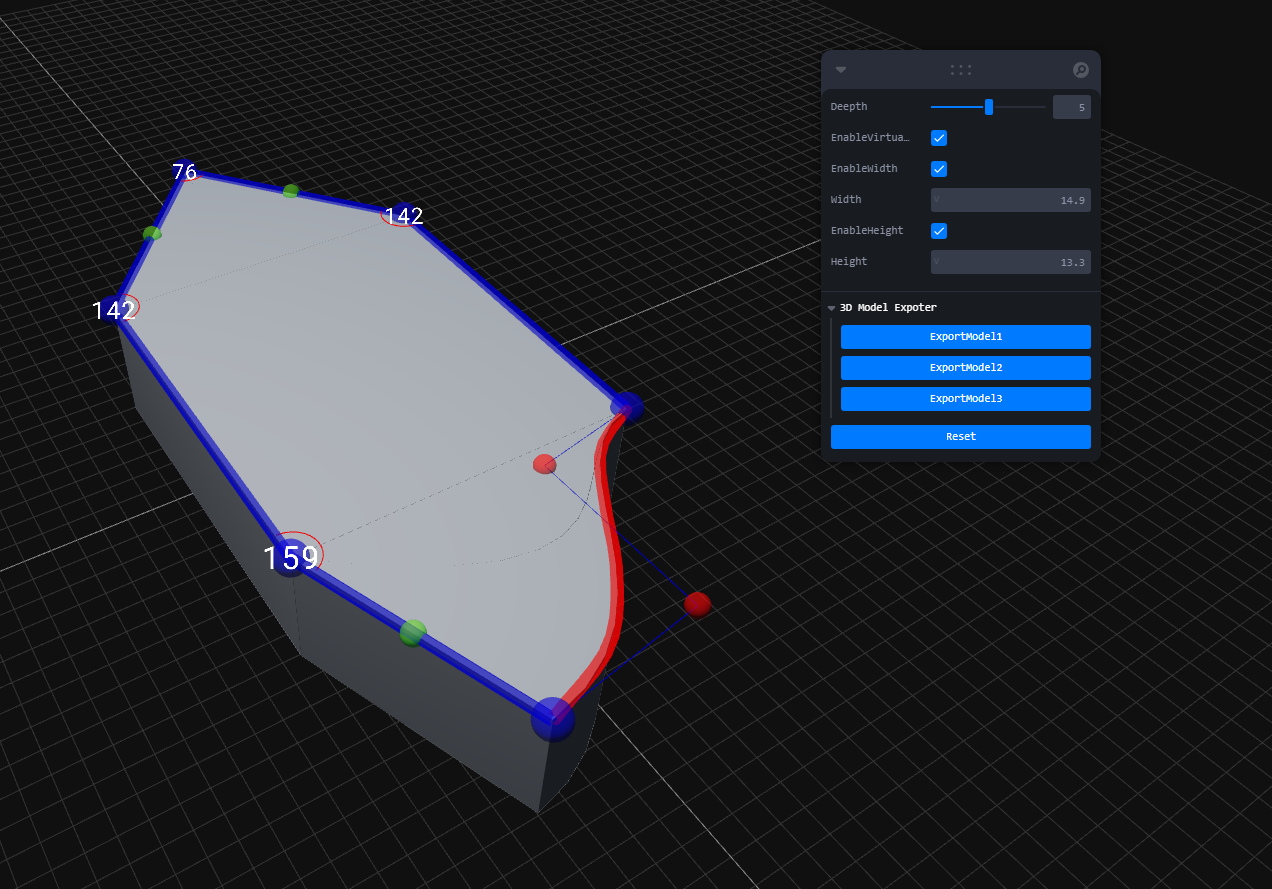 76
142
142
159
Deepth 5
EnableVirtua…
EnableWidth
Width 14.9
EnableHeight
Height 13.3
3D Model Expoter
ExportModel1
ExportModel2
ExportModel3
Reset